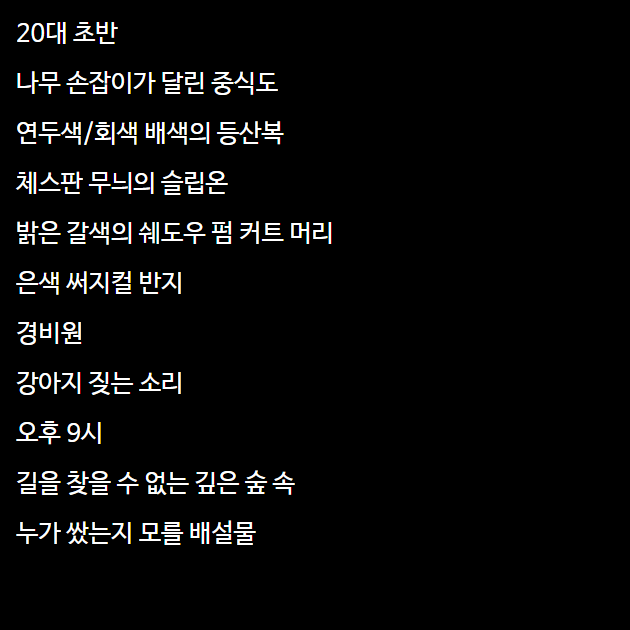 20대 초반
나무 손잡이가 달린 중식도
연두색/회색 배색의 등산복
체스판 무늬의 슬립온
밝은 갈색의 쉐도우 펌 커트 머리
은색 써지컬 반지
경비원
강아지 짖는 소리
오후 9시
길을 찾을 수 없는 깊은 숲 속
누가 쌌는지 모를 배설물